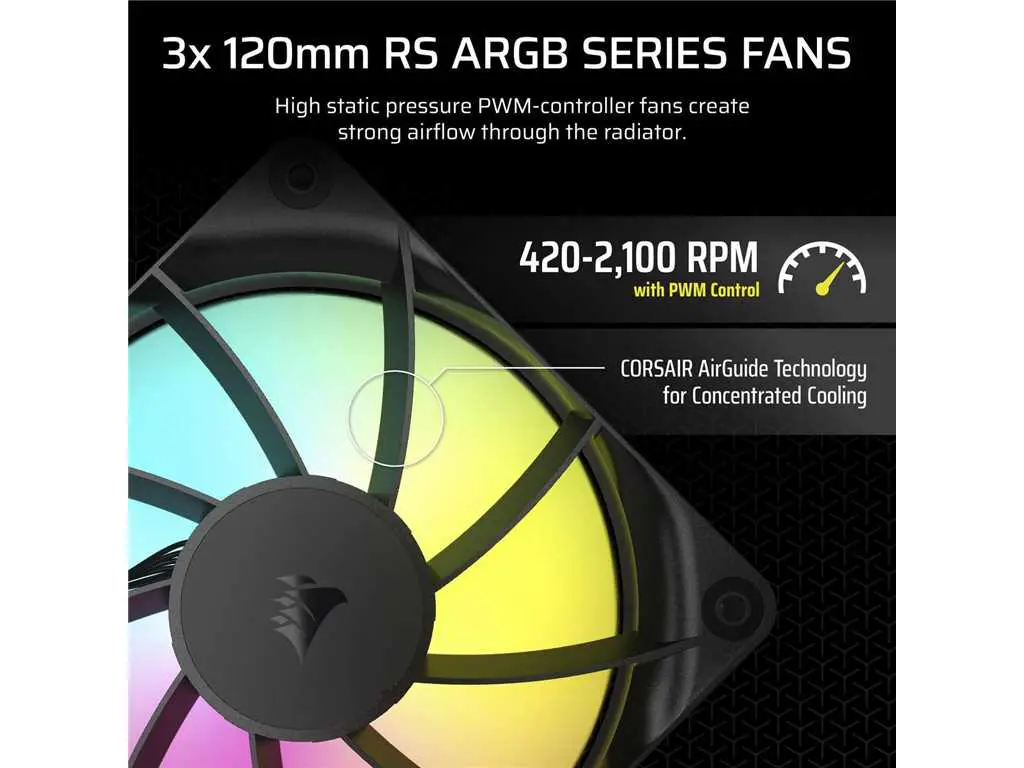 3x 120mm RS ARGB SERIES FANS
High static pressure PWM-controller fans create
strong airflow through the radiator.
420-2,100 RPM
with PWM Control
CORSAIR AirGuide Technology
for Concentrated Cooling